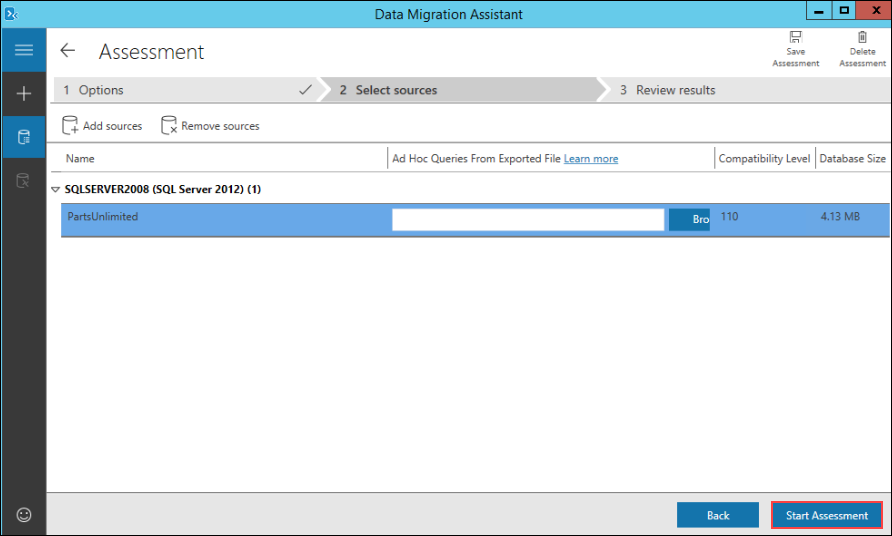 Data Migration Assistant
Assessment
Save
Assessment
Delete
Assessment
1 Options
2 Select sources
3 Review results
Add sources
Remove sources
Name
Ad Hoc Queries From Exported File Learn more
Compatibility Level
Database Size
SQLSERVER2008 (SQL Server 2012) (1)
PartsUnlimited
Bro
110
4.13 MB
Back
Start Assessment